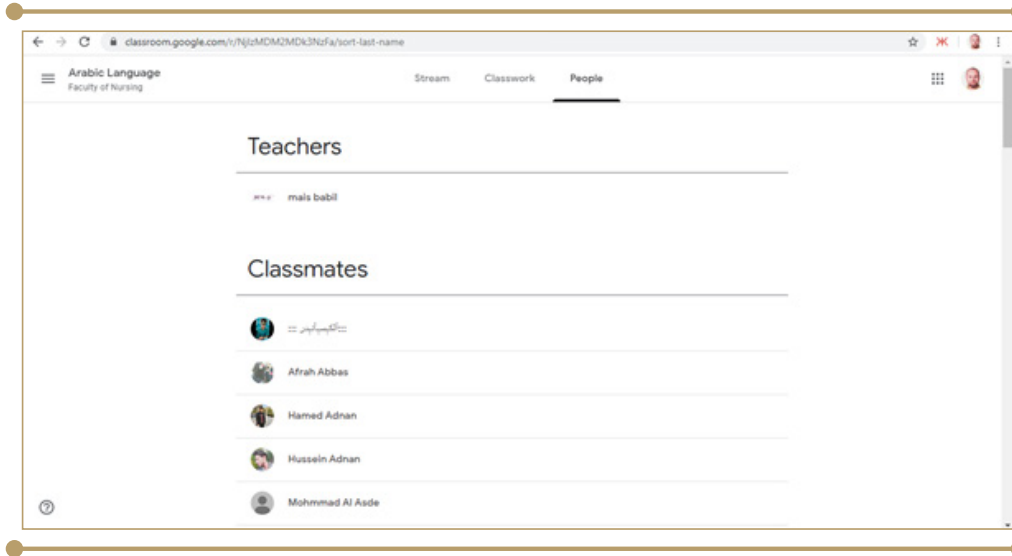 classroom.google.com/r/NjIzMDM2MDk3NzFa/sort-last-name
Arabic Language
Faculty of Nursing
Stream Classwork People
Teachers
mais babil
Classmates
Afrah Abbas
Hamed Adnan
Hussein Adnan
Mohmmad Al Asde